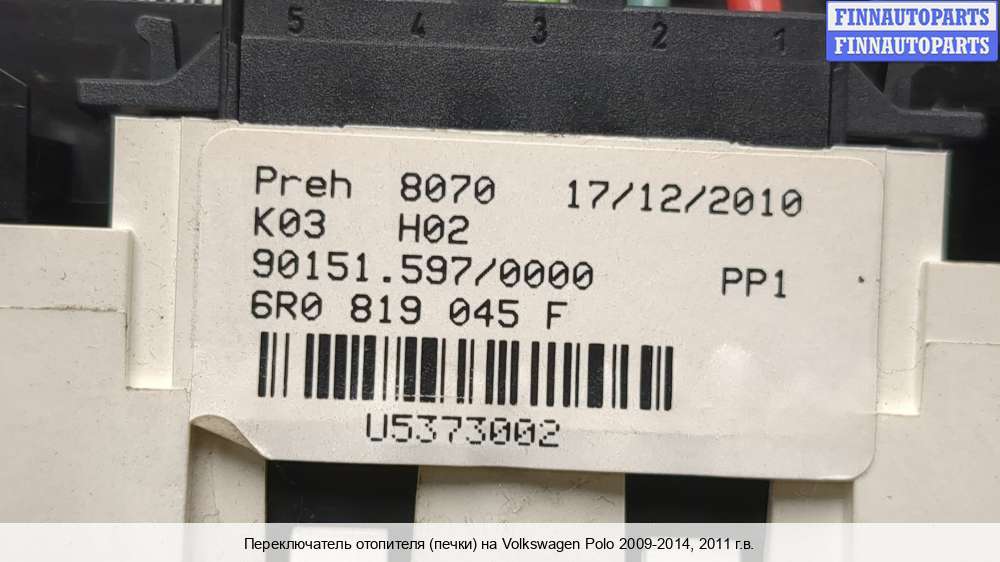 5 4 3 2 1
FINNAUTOPARTS
FINNAUTOPARTS
Preh 8070 17/12/2010
K03 H02
90151.597/0000 PP1
6R0 819 045 F
U5373002
Переключатель отопителя (печки) на Volkswagen Polo 2009-2014, 2011 г.в.